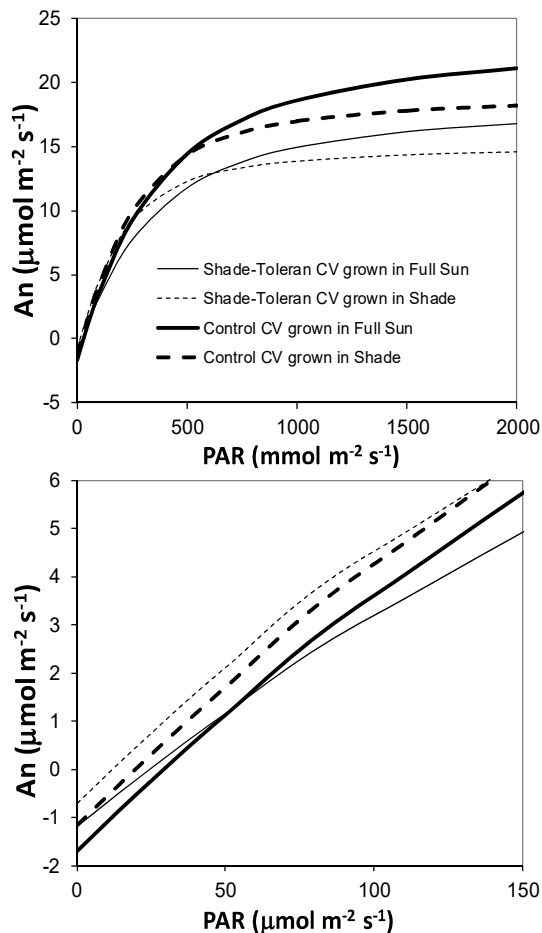 25
20
15
10
5
0
-5
An (μmol m-2 s-1)
Shade-Toleran CV grown in Full Sun
Shade-Toleran CV grown in Shade
Control CV grown in Full Sun
Control CV grown in Shade
0 500 1000 1500 2000
PAR (mmol m-2 s-1)
6
5
4
3
2
1
0
-1
-2
An (μmol m-2 s-1)
0 50 100 150
PAR (μmol m-2 s-1)